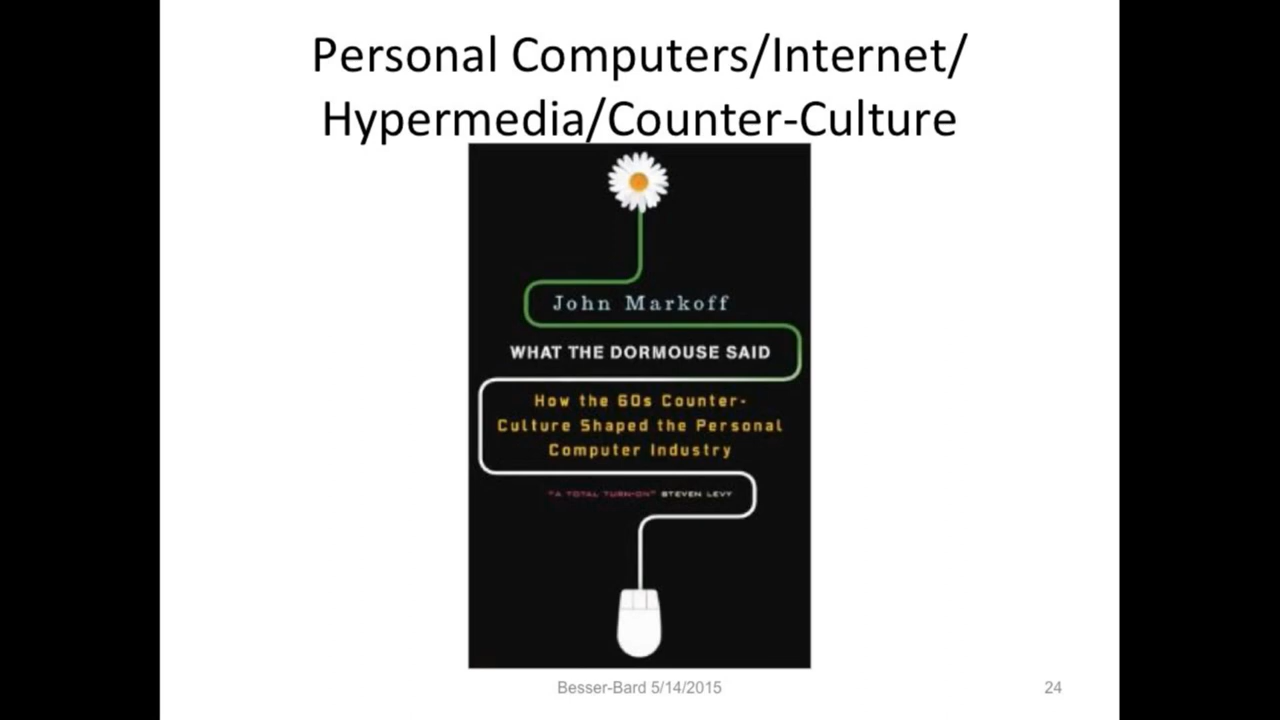 Personal Computers/Internet/
Hypermedia/Counter-Culture
John Markoff
WHAT THE DORMOUSE SAID
How the 60s Counter-
Culture Shaped the Personal
Computer Industry
"A TOTAL TURN-ON" STEVEN LEVY
Besser-Bard 5/14/2015
24